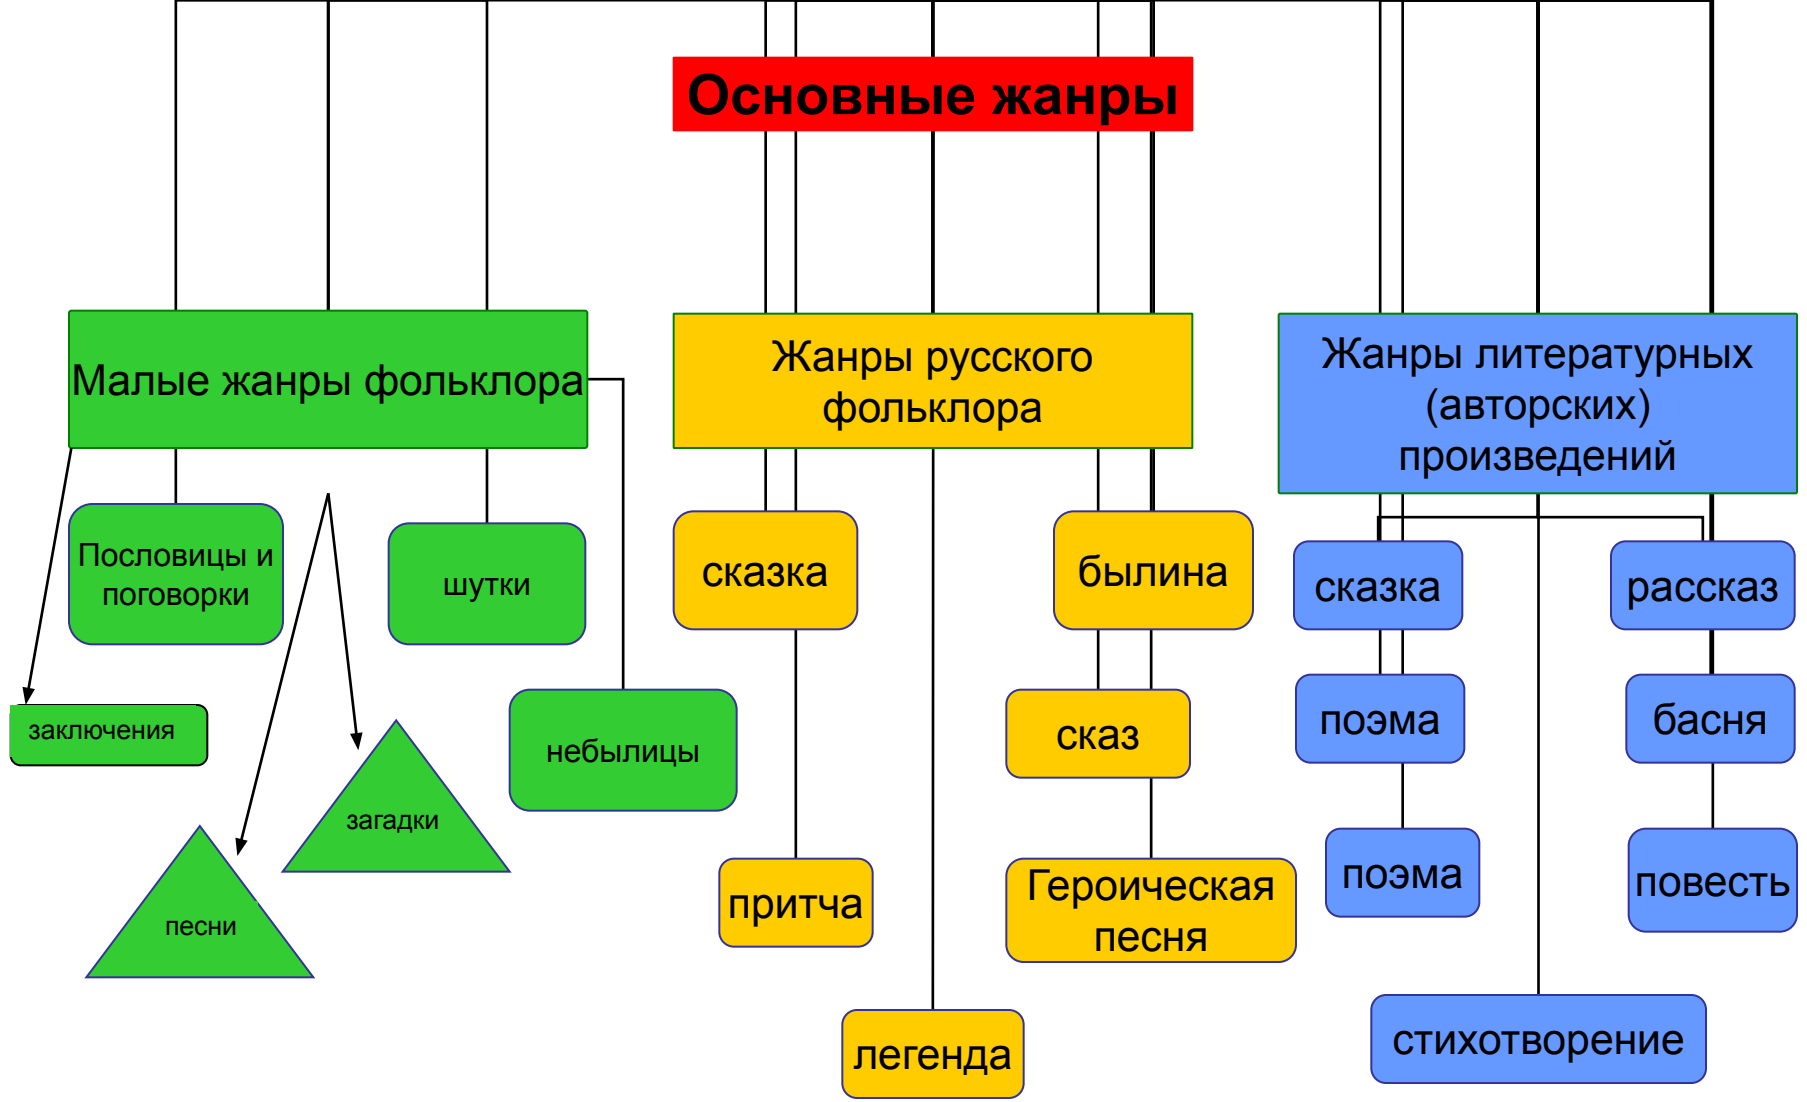 Основные жанры
Малые жанры фольклора
Пословицы и
поговорки
шутки
заключения
небылицы
загадки
песни
Жанры русского
фольклора
сказка
былина
сказ
притча
Героическая
песня
легенда
Жанры литературных
(авторских)
произведений
сказка
рассказ
поэма
басня
поэма
повесть
стихотворение